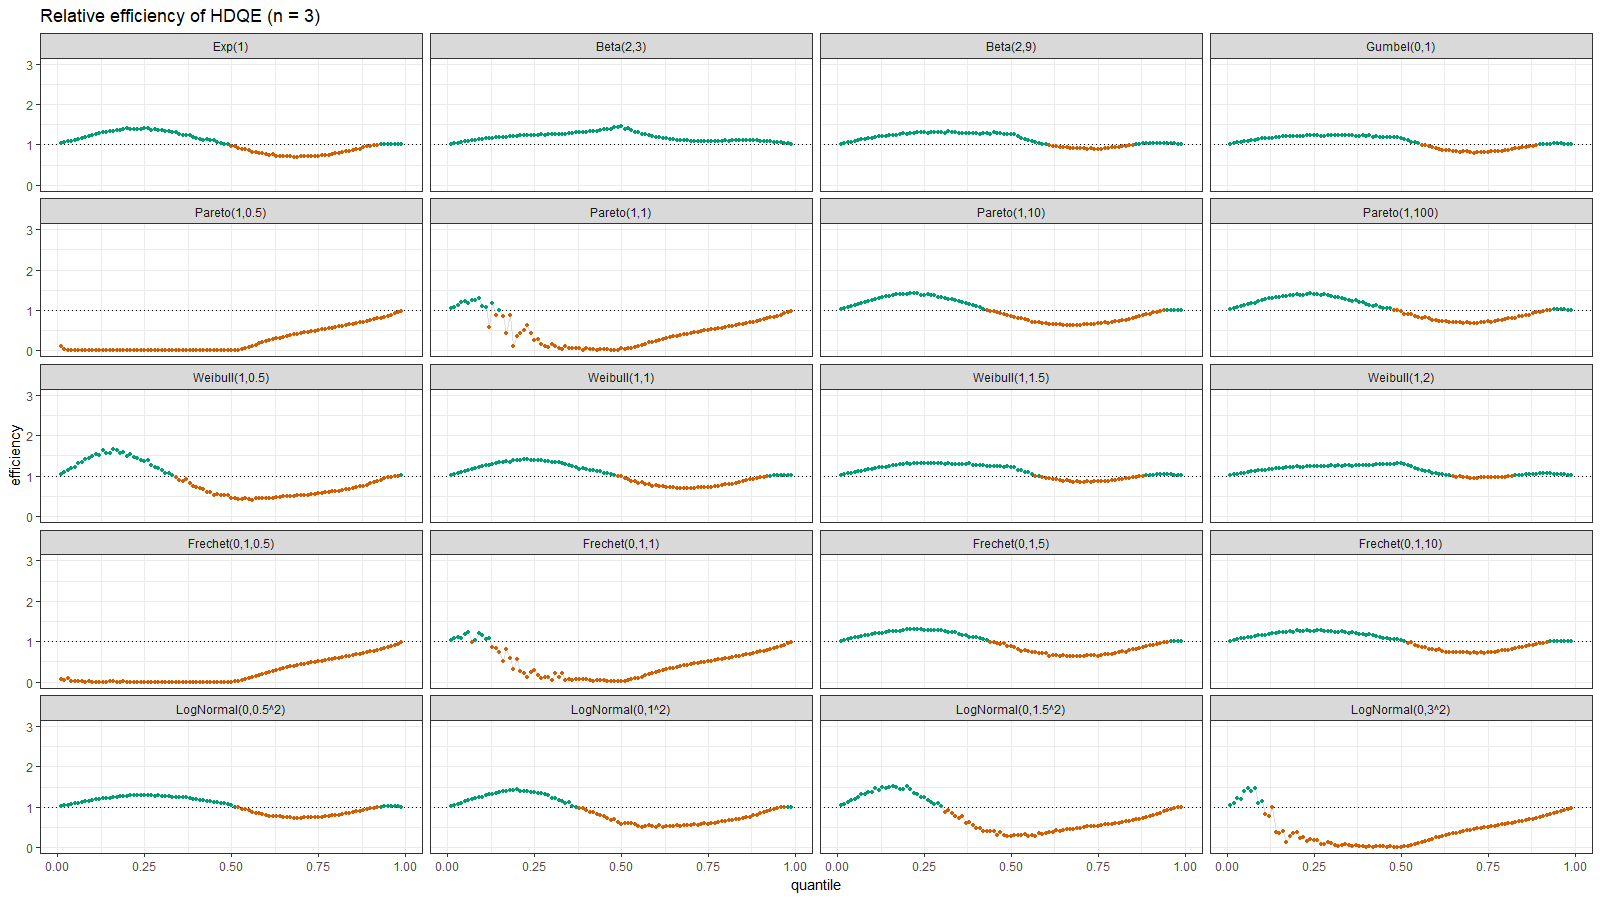 Relative efficiency of HDQE (n = 3)
Exp(1) Beta(2,3) Beta(2,9) Gumbel(0,1)
3
2
1
0
Pareto(1,0.5) Pareto(1,1) Pareto(1,10) Pareto(1,100)
3
2
1
0
Weibull(1,0.5) Weibull(1,1) Weibull(1,1.5) Weibull(1,2)
3
2
1
0
efficiency
Frechet(0,1,0.5) Frechet(0,1,1) Frechet(0,1,5) Frechet(0,1,10)
3
2
1
0
LogNormal(0,0.5^2) LogNormal(0,1^2) LogNormal(0,1.5^2) LogNormal(0,3^2)
3
2
1
0
0.00 0.25 0.50 0.75 1.00 0.00 0.25 0.50 0.75 1.00 0.00 0.25 0.50 0.75 1.00 0.00 0.25 0.50 0.75 1.00
quantile